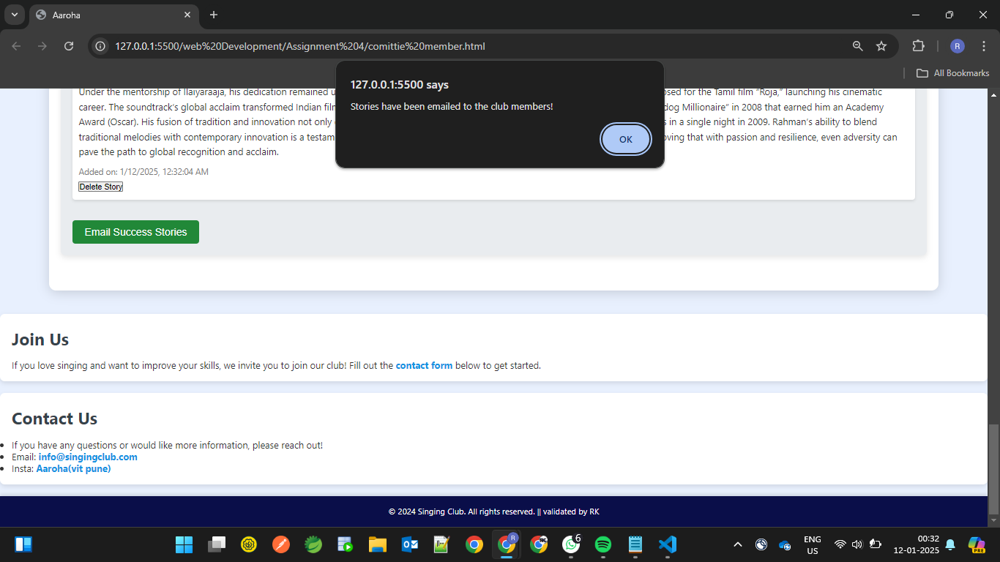 Aaroha
127.0.0.1:5500/web%20Development/Assignment%204/comittie%20member.html
All Bookmarks
127.0.0.1:5500 says
Stories have been emailed to the club members!
OK
Under the mentorship of Ilaiyaraaja, his dedication remained u osed for the Tamil film “Roja,” launching his cinematic
career. The soundtrack’s global acclaim transformed Indian film dog Millionaire” in 2008 that earned him an Academy
Award (Oscar). His fusion of tradition and innovation not only s in a single night in 2009. Rahman’s ability to blend
traditional melodies with contemporary innovation is a testam oving that with passion and resilience, even adversity can
pave the path to global recognition and acclaim.
Added on: 1/12/2025, 12:32:04 AM
Delete Story
Email Success Stories
Join Us
If you love singing and want to improve your skills, we invite you to join our club! Fill out the contact form below to get started.
Contact Us
If you have any questions or would like more information, please reach out!
Email: info@singingclub.com
Insta: Aaroha(vit pune)
© 2024 Singing Club. All rights reserved. || validated by RK
R
R
6
ENG
US
00:32
12-01-2025
PRE